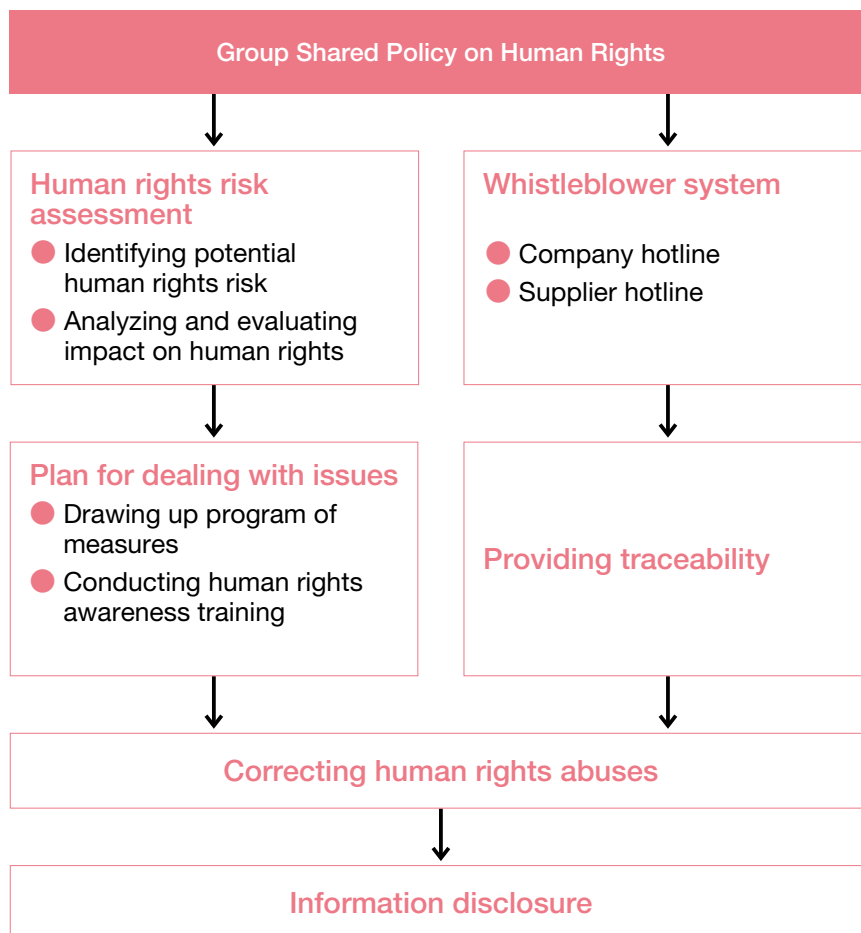 Group Shared Policy on Human Rights
Human rights risk
assessment
Identifying potential
human rights risk
Analyzing and evaluating
impact on human rights
Whistleblower system
Company hotline
Supplier hotline
Plan for dealing with issues
Drawing up program of
measures
Conducting human rights
awareness training
Providing traceability
Correcting human rights abuses
Information disclosure